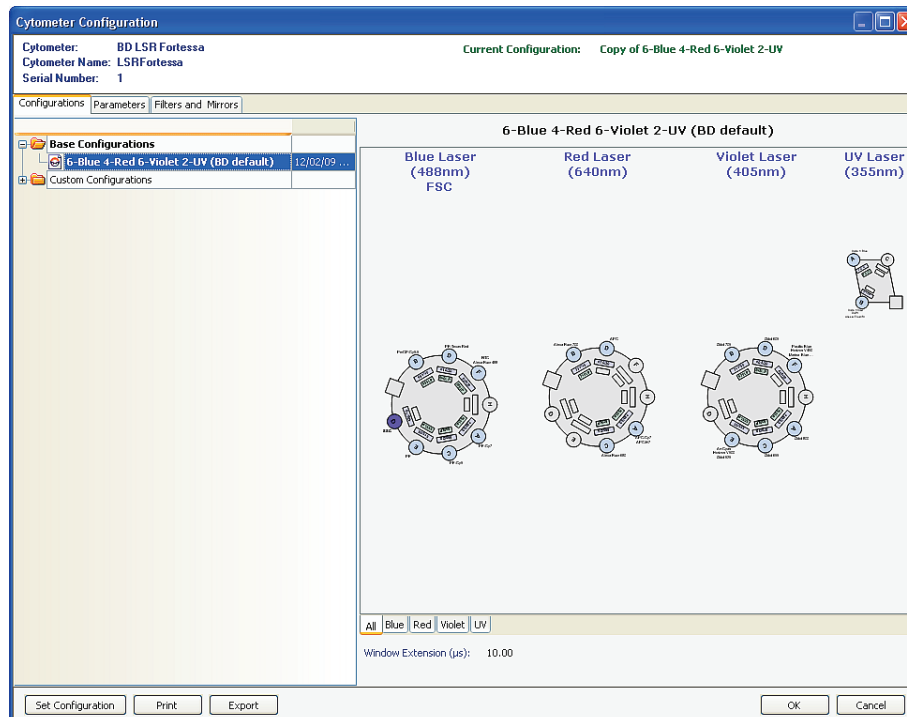 Cytometer Configuration
Cytometer: BD LSR Fortessa
Current Configuration: Copy of 6-Blue 4-Red 6-Violet 2-UV
Cytometer Name: LSRFortessa
Serial Number: 1
Configurations Parameters Filters and Mirrors
6-Blue 4-Red 6-Violet 2-UV (BD default)
Base Configurations
6-Blue 4-Red 6-Violet 2-UV (BD default) 12/02/09 ...
Custom Configurations
Blue Laser Red Laser Violet Laser UV Laser
(488nm) (640nm) (405nm) (355nm)
FSC
All Blue Red Violet UV
Window Extension (µs): 10.00
Set Configuration Print Export OK Cancel